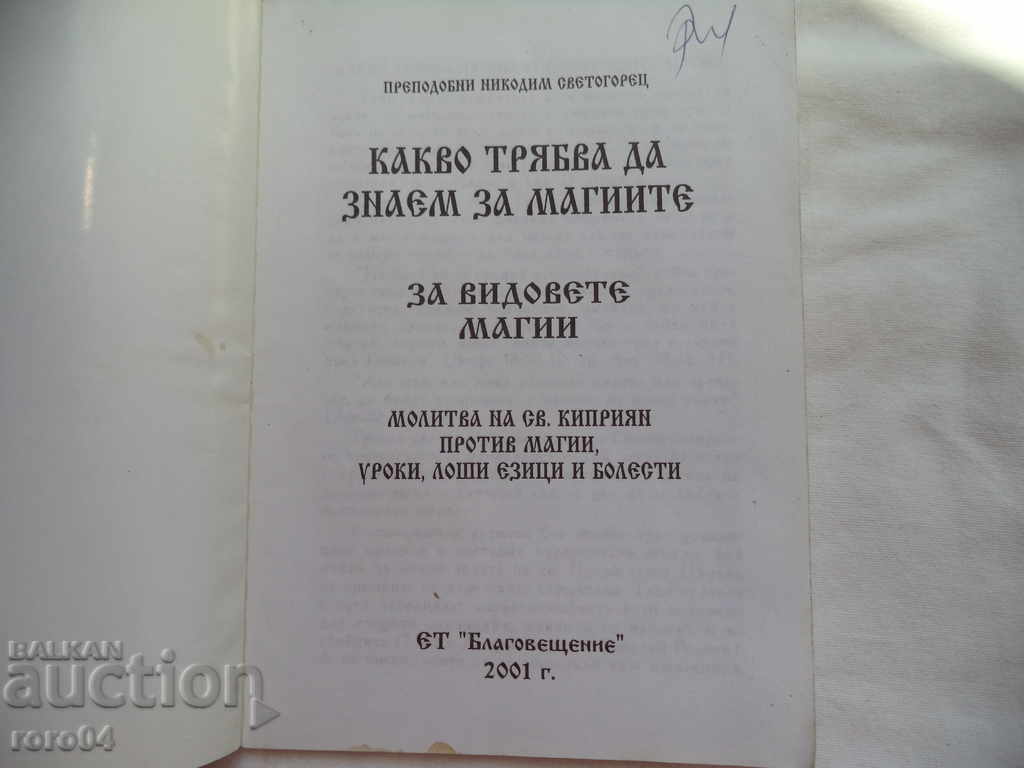 ПРЕПОДОБНИ НИКОДИМ СВЕТОГОРЕЦ
КАКВО ТРЯБВА ДА
ЗНАЕМ ЗА МАГИИТЕ
ЗА ВИДОВЕТЕ
МАГИИ
МОЛИТВА НА СВ. КИПРИЯН
ПРОТИВ МАГИИ,
УРОКИ, ЛОШИ ЕЗИЦИ И БОЛЕСТИ
ЕТ "Благовещение"
2001 г.
BALKAN
auction
roro04